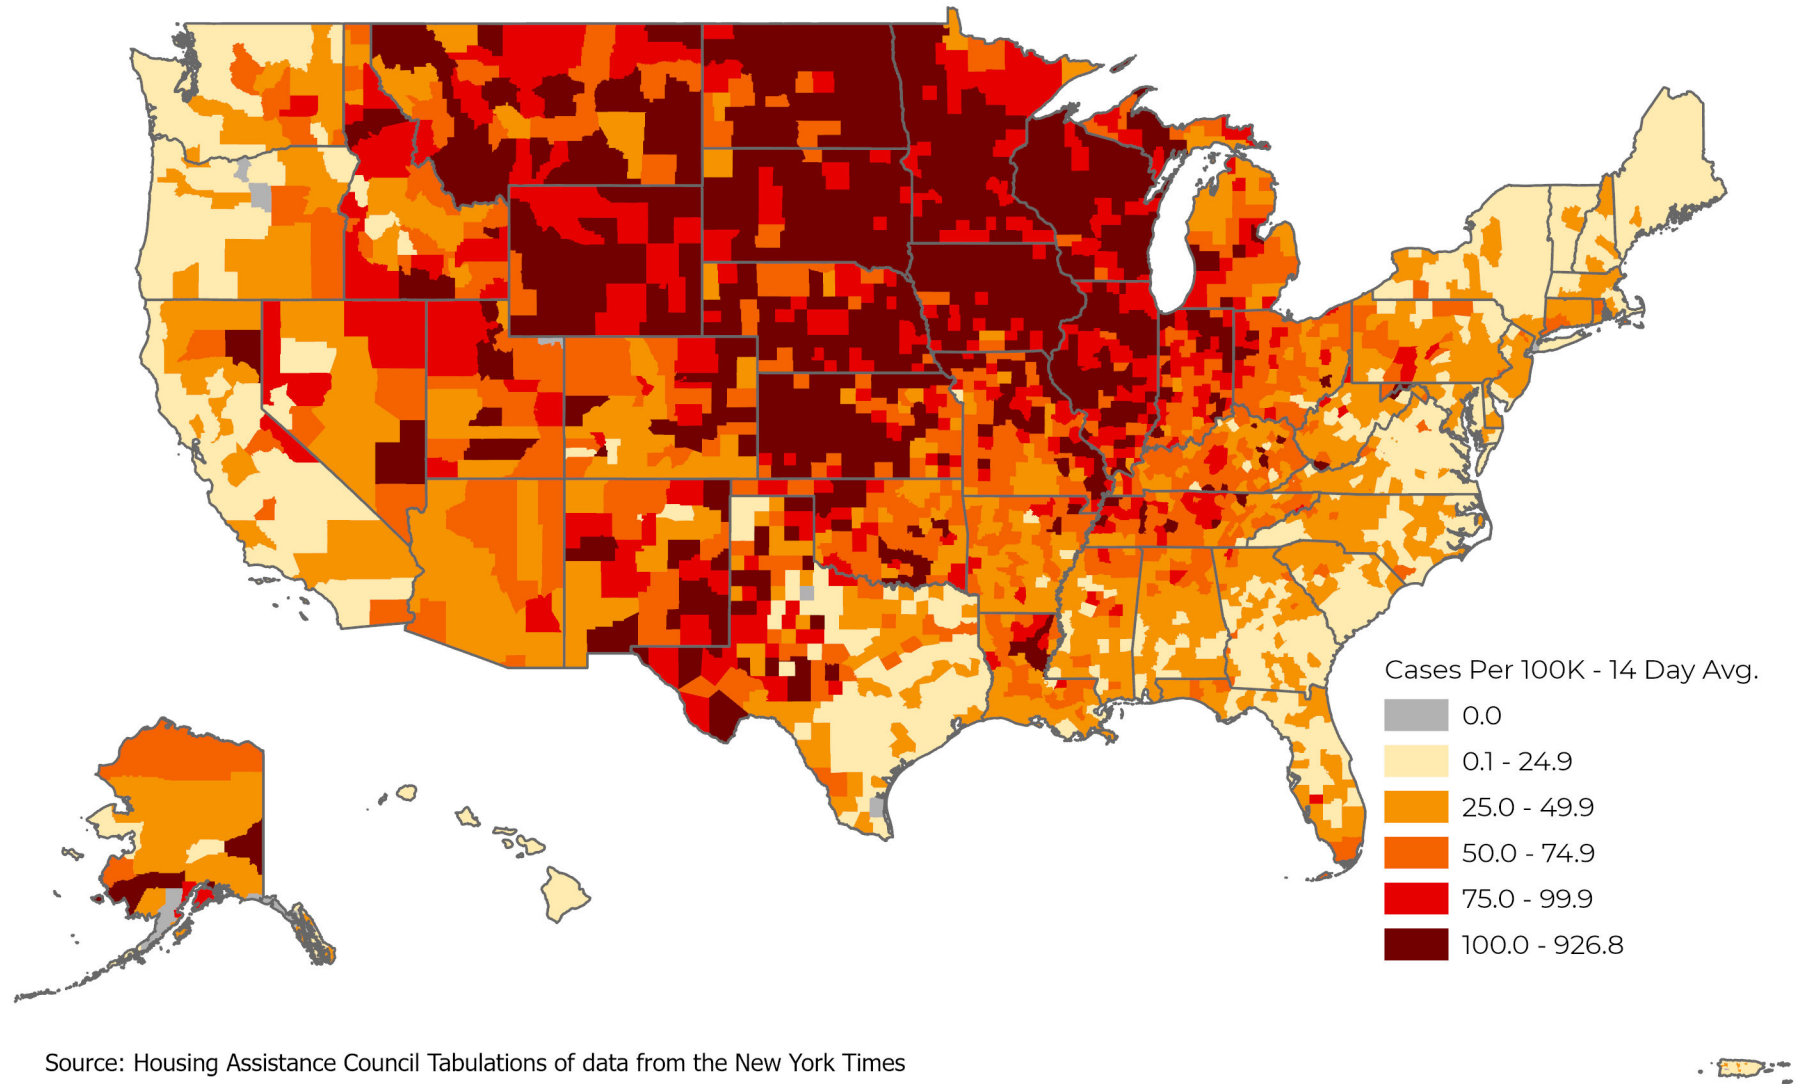 Cases Per 100K - 14 Day Avg.
0.0
0.1 - 24.9
25.0 - 49.9
50.0 - 74.9
75.0 - 99.9
100.0 - 926.8
Source: Housing Assistance Council Tabulations of data from the New York Times